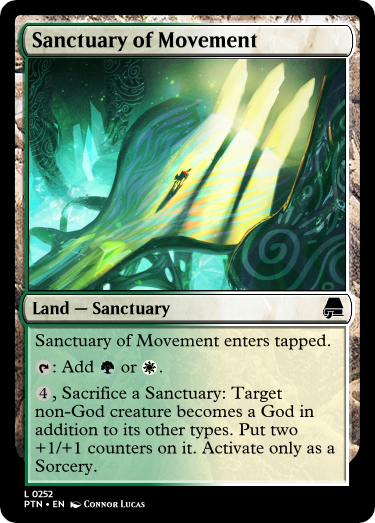 Sanctuary of Movement
Land — Sanctuary
Sanctuary of Movement enters tapped.
: Add or .
4, Sacrifice a Sanctuary: Target
non-God creature becomes a God in
addition to its other types. Put two
+1/+1 counters on it. Activate only as a
Sorcery.
L 0252
PTN • EN Connor Lucas